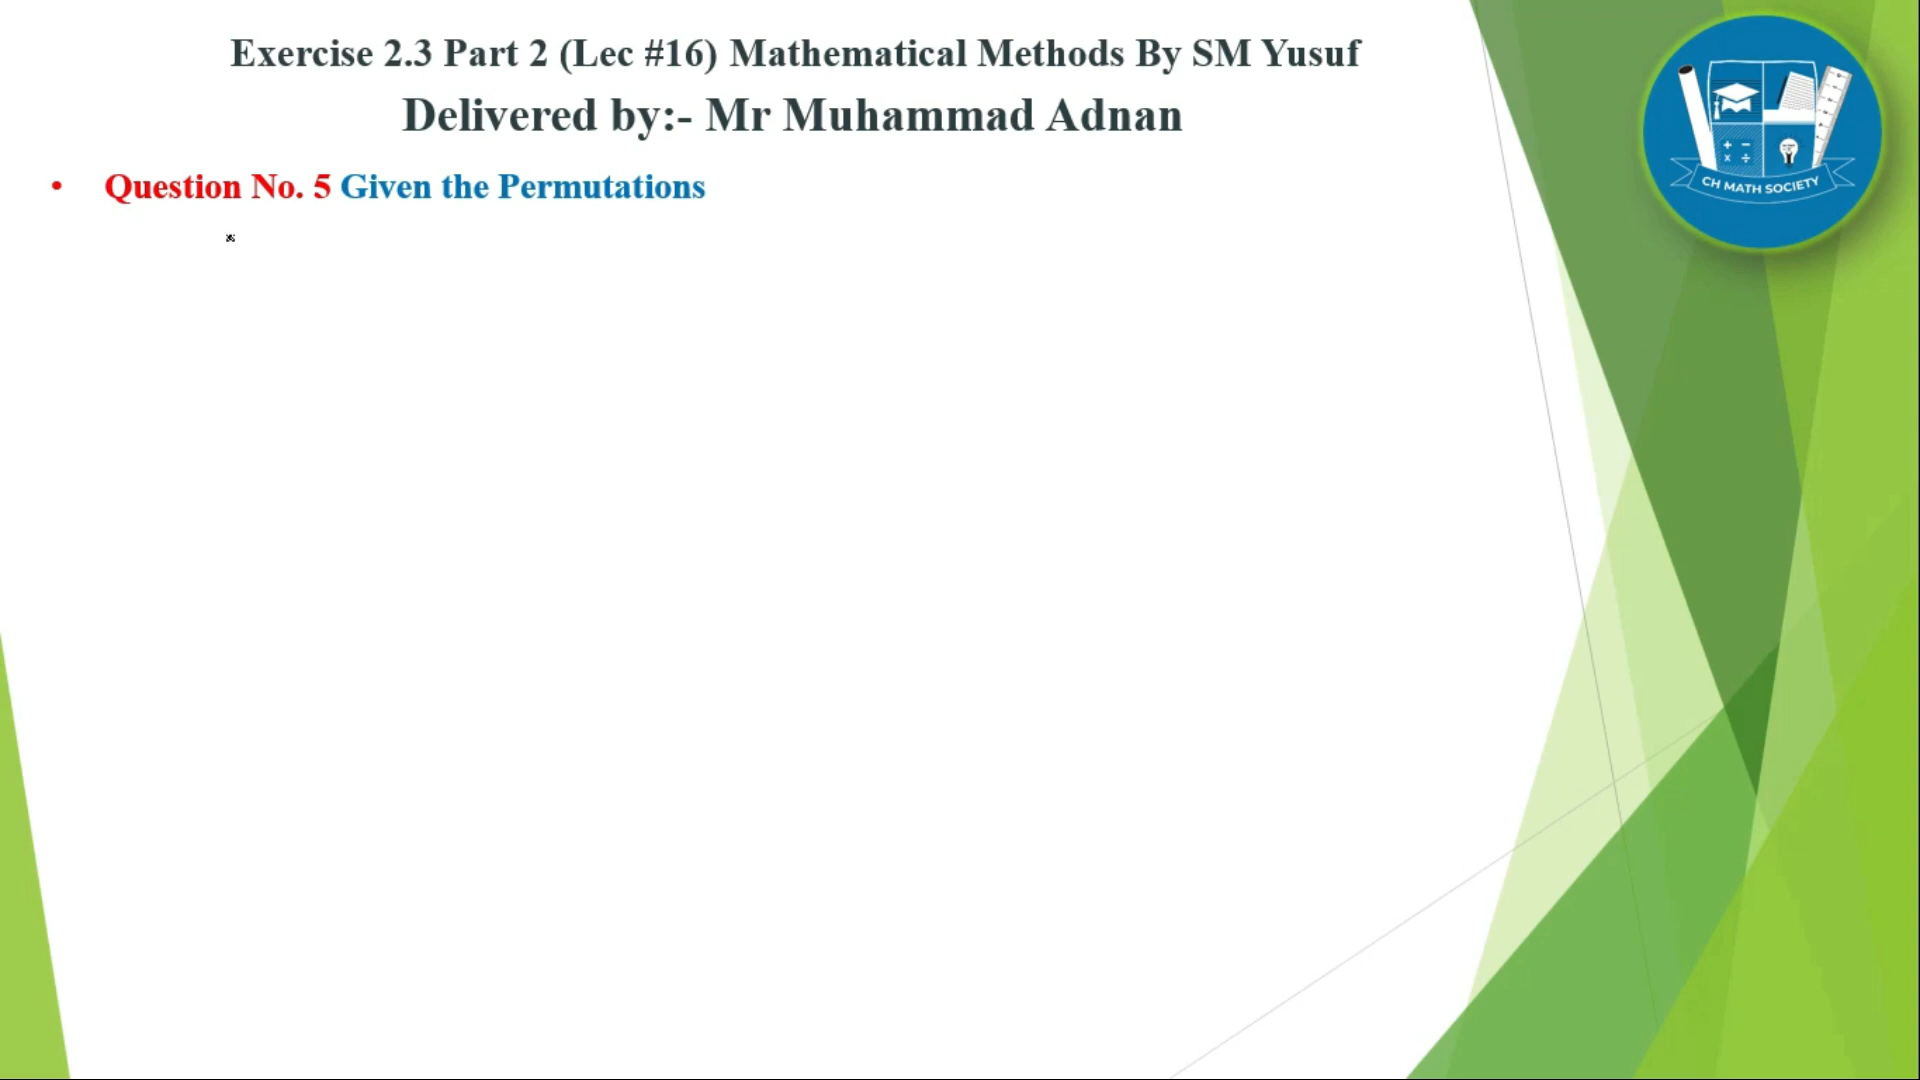 Exercise 2.3 Part 2 (Lec #16) Mathematical Methods By SM Yusuf
Delivered by:- Mr Muhammad Adnan
• Question No. 5 Given the Permutations
CH MATH SOCIETY